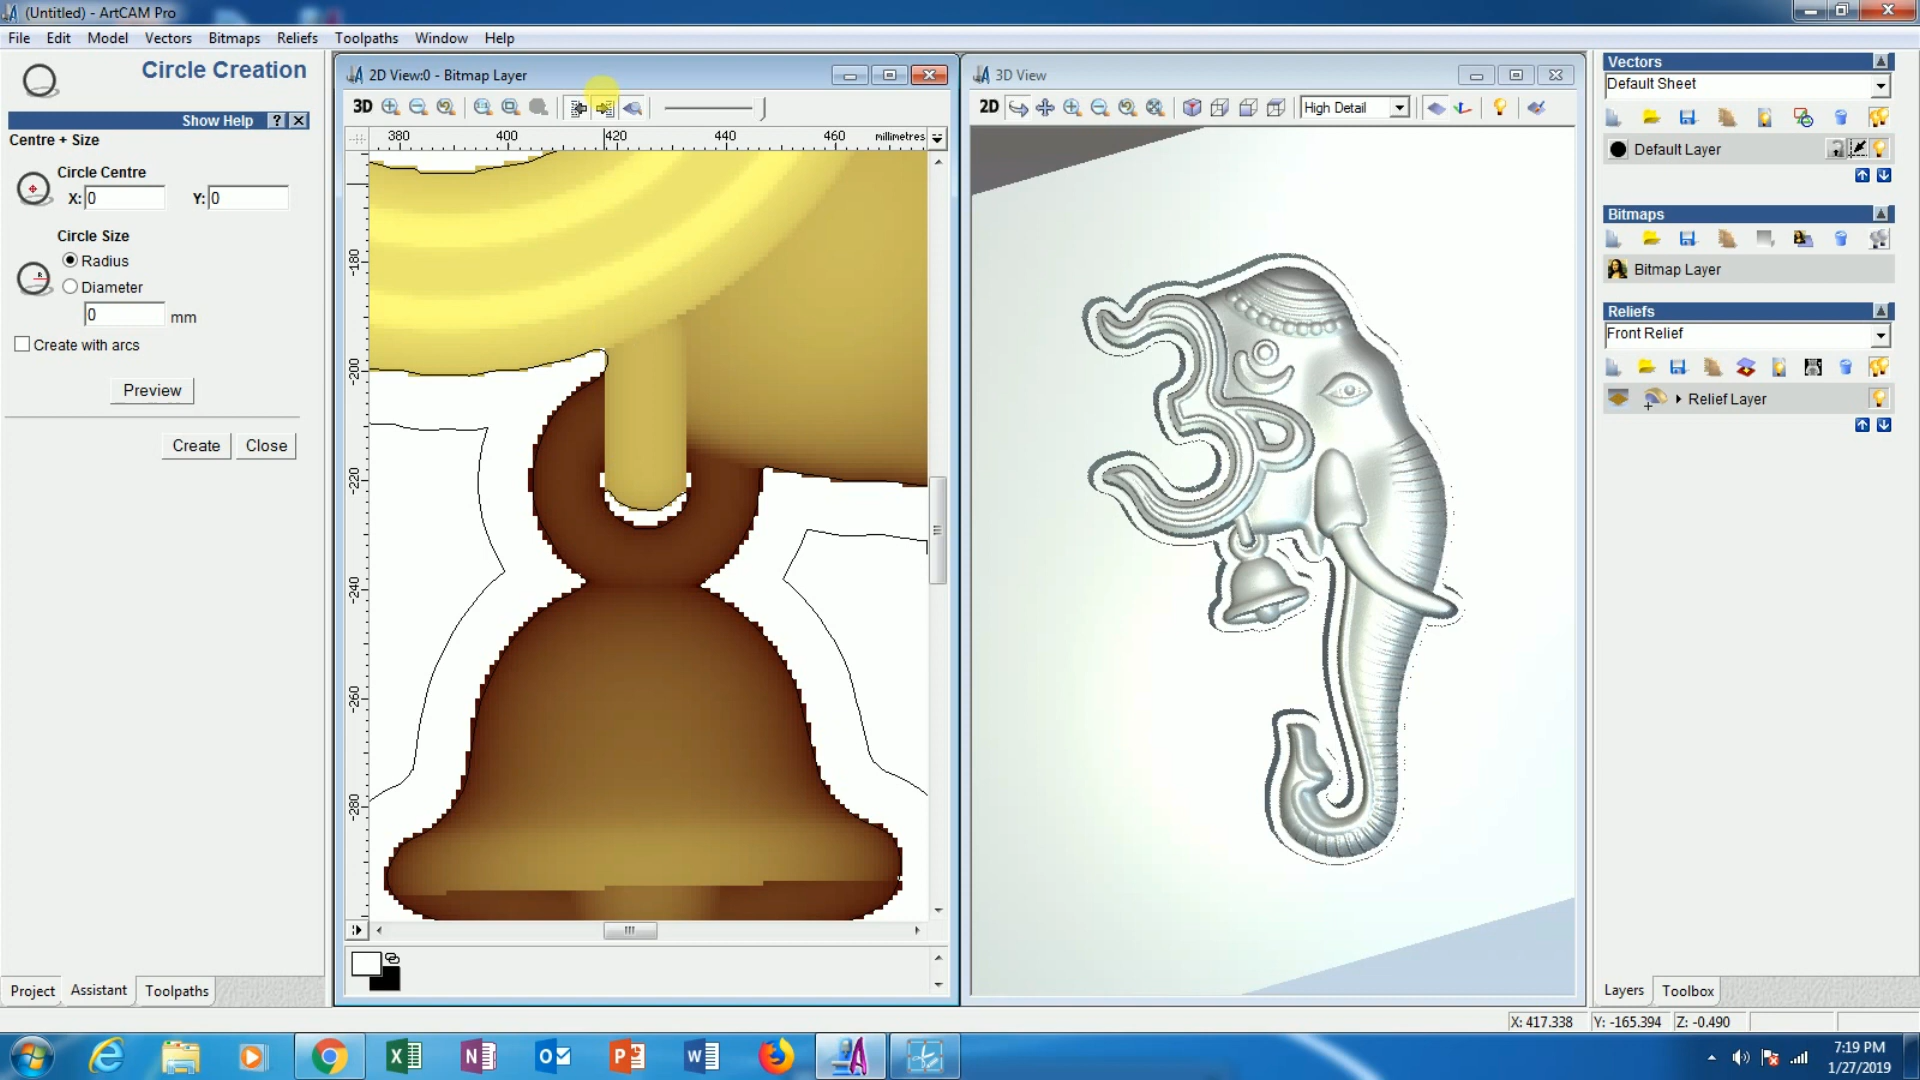 (Untitled) - ArtCAM Pro
File Edit Model Vectors Bitmaps Reliefs Toolpaths Window Help
Circle Creation
Show Help ?
Centre + Size
Circle Centre
X: 0 Y: 0
Circle Size
Radius
Diameter
0 mm
Create with arcs
Preview
Create Close
Project Assistant Toolpaths
2D View:0 - Bitmap Layer
3D
380 400 420 440 460 millimetres
-180
-200
-220
-240
-260
-280
3D View
2D High Detail
Vectors
Default Sheet
Default Layer
Bitmaps
Bitmap Layer
Reliefs
Front Relief
Relief Layer
Layers Toolbox
X: 417.338 Y: -165.394 Z: -0.490
7:19 PM
1/27/2019